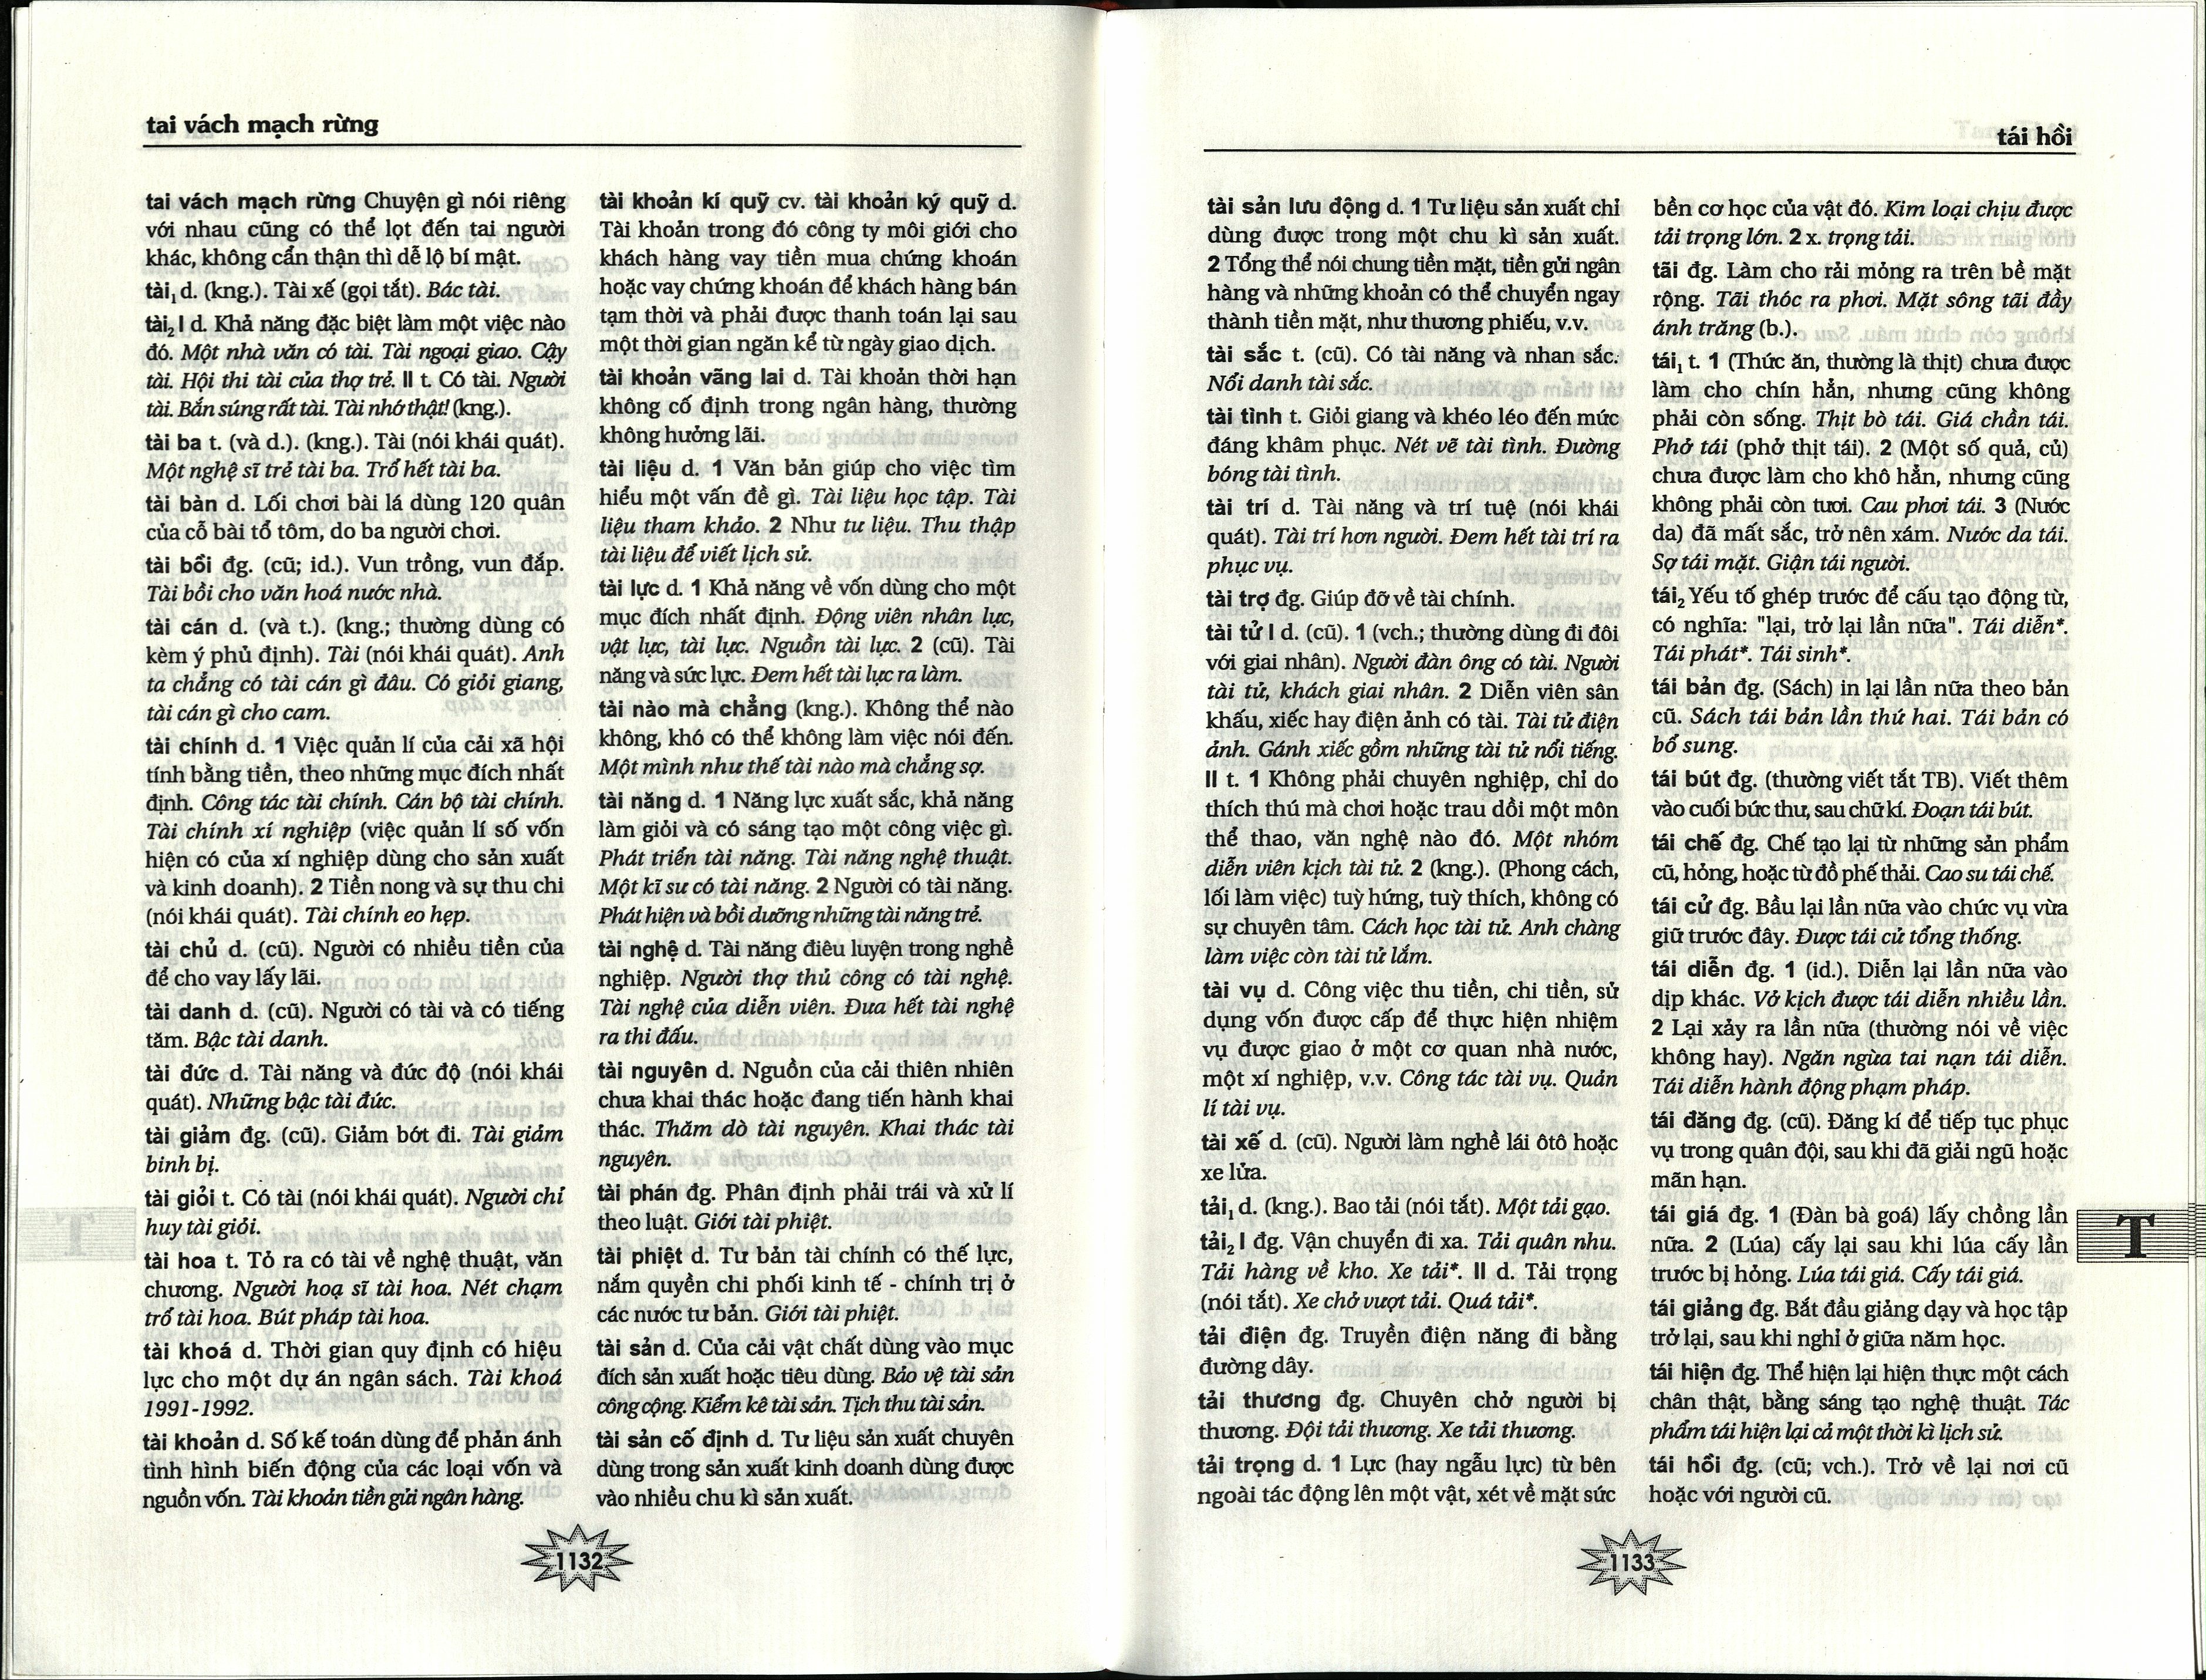 tai vách mạch rừng
tai vách mạch rừng Chuyện gì nói riêng
với nhau cũng có thể lọt đến tai người
khác, không cẩn thận thì dễ lộ bí mật.
tài₁ d. (kng.). Tài xế (gọi tắt). Bác tài.
tài₂ I d. Khả năng đặc biệt làm một việc nào
đó. Một nhà văn có tài. Tài ngoại giao. Cậy
tài. Hội thi tài của thợ trẻ. II t. Có tài. Người
tài. Bắn súng rất tài. Tài nhớ thật! (kng.).
tài ba t. (và d.). (kng.). Tài (nói khái quát).
Một nghệ sĩ trẻ tài ba. Trổ hết tài ba.
tài bàn d. Lối chơi bài lá dùng 120 quân
của cỗ bài tổ tôm, do ba người chơi.
tài bồi đg. (cũ; id.). Vun trồng, vun đắp.
Tài bồi cho văn hoá nước nhà.
tài cán d. (và t.). (kng.; thường dùng có
kèm ý phủ định). Tài (nói khái quát). Anh
ta chẳng có tài cán gì đâu. Có giỏi giang,
tài cán gì cho cam.
tài chính d. 1 Việc quản lí của cải xã hội
tính bằng tiền, theo những mục đích nhất
định. Công tác tài chính. Cán bộ tài chính.
Tài chính xí nghiệp (việc quản lí số vốn
hiện có của xí nghiệp dùng cho sản xuất
và kinh doanh). 2 Tiền nong và sự thu chi
(nói khái quát). Tài chính eo hẹp.
tài chủ d. (cũ). Người có nhiều tiền của
để cho vay lấy lãi.
tài danh d. (cũ). Người có tài và có tiếng
tăm. Bậc tài danh.
tài đức d. Tài năng và đức độ (nói khái
quát). Những bậc tài đức.
tài giảm đg. (cũ). Giảm bớt đi. Tài giảm
binh bị.
tài giỏi t. Có tài (nói khái quát). Người chỉ
huy tài giỏi.
tài hoa t. Tỏ ra có tài về nghệ thuật, văn
chương. Người hoạ sĩ tài hoa. Nét chạm
trổ tài hoa. Bút pháp tài hoa.
tài khoá d. Thời gian quy định có hiệu
lực cho một dự án ngân sách. Tài khoá
1991-1992.
tài khoản d. Số kế toán dùng để phản ánh
tình hình biến động của các loại vốn và
nguồn vốn. Tài khoản tiền gửi ngân hàng.
tài khoản kí quỹ cv. tài khoản ký quỹ d.
Tài khoản trong đó công ty môi giới cho
khách hàng vay tiền mua chứng khoán
hoặc vay chứng khoán để khách hàng bán
tạm thời và phải được thanh toán lại sau
một thời gian ngăn kể từ ngày giao dịch.
tài khoản vãng lai d. Tài khoản thời hạn
không cố định trong ngân hàng, thường
không hưởng lãi.
tài liệu d. 1 Văn bản giúp cho việc tìm
hiểu một vấn đề gì. Tài liệu học tập. Tài
liệu tham khảo. 2 Như tư liệu. Thu thập
tài liệu để viết lịch sử.
tài lực d. 1 Khả năng về vốn dùng cho một
mục đích nhất định. Động viên nhân lực,
vật lực, tài lực. Nguồn tài lực. 2 (cũ). Tài
năng và sức lực. Đem hết tài lực ra làm.
tài nào mà chẳng (kng.). Không thể nào
không, khó có thể không làm việc nói đến.
Một mình như thế tài nào mà chẳng sợ.
tài năng d. 1 Năng lực xuất sắc, khả năng
làm giỏi và có sáng tạo một công việc gì.
Phát triển tài năng. Tài năng nghệ thuật.
Một kĩ sư có tài năng. 2 Người có tài năng.
Phát hiện và bồi dưỡng những tài năng trẻ.
tài nghệ d. Tài năng điêu luyện trong nghề
nghiệp. Người thợ thủ công có tài nghệ.
Tài nghệ của diễn viên. Đua hết tài nghệ
ra thi đấu.
tài nguyên d. Nguồn của cải thiên nhiên
chưa khai thác hoặc đang tiến hành khai
thác. Thăm dò tài nguyên. Khai thác tài
nguyên.
tài phán đg. Phân định phải trái và xử lí
theo luật. Giới tài phiệt.
tài phiệt d. Tư bản tài chính có thế lực,
nắm quyền chi phối kinh tế - chính trị ở
các nước tư bản. Giới tài phiệt.
tài sản d. Của cải vật chất dùng vào mục
đích sản xuất hoặc tiêu dùng. Bảo vệ tài sản
công cộng. Kiểm kê tài sản. Tịch thu tài sản.
tài sản cố định d. Tư liệu sản xuất chuyên
dùng trong sản xuất kinh doanh dùng được
vào nhiều chu kì sản xuất.
1132
tái hồi
tài sản lưu động d. 1 Tư liệu sản xuất chỉ
dùng được trong một chu kì sản xuất.
2 Tổng thể nói chung tiền mặt, tiền gửi ngân
hàng và những khoản có thể chuyển ngay
thành tiền mặt, như thương phiếu, v.v.
tài sắc t. (cũ). Có tài năng và nhan sắc.
Nổi danh tài sắc.
tài tình t. Giỏi giang và khéo léo đến mức
đáng khâm phục. Nét vẽ tài tình. Đường
bóng tài tình.
tài trí d. Tài năng và trí tuệ (nói khái
quát). Tài trí hơn người. Đem hết tài trí ra
phục vụ.
tài trợ đg. Giúp đỡ về tài chính.
tài tử I d. (cũ). 1 (vch.; thường dùng đi đôi
với giai nhân). Người đàn ông có tài. Người
tài tử, khách giai nhân. 2 Diễn viên sân
khấu, xiếc hay điện ảnh có tài. Tài tử điện
ảnh. Gánh xiếc gồm những tài tử nổi tiếng.
II t. 1 Không phải chuyên nghiệp, chỉ do
thích thú mà chơi hoặc trau dồi một môn
thể thao, văn nghệ nào đó. Một nhóm
diễn viên kịch tài tử. 2 (kng.). (Phong cách,
lối làm việc) tuỳ hứng, tuỳ thích, không có
sự chuyên tâm. Cách học tài tử. Anh chàng
làm việc còn tài tử lắm.
tài vụ d. Công việc thu tiền, chi tiền, sử
dụng vốn được cấp để thực hiện nhiệm
vụ được giao ở một cơ quan nhà nước,
một xí nghiệp, v.v. Công tác tài vụ. Quản
lí tài vụ.
tài xế d. (cũ). Người làm nghề lái ôtô hoặc
xe lửa.
tải₁ d. (kng.). Bao tải (nói tắt). Một tải gạo.
tải₂ I đg. Vận chuyển đi xa. Tải quân nhu.
Tải hàng về kho. Xe tải*. II d. Tải trọng
(nói tắt). Xe chở vượt tải. Quá tải*.
tải điện đg. Truyền điện năng đi bằng
đường dây.
tải thương đg. Chuyên chở người bị
thương. Đội tải thương. Xe tải thương.
tải trọng d. 1 Lực (hay ngẫu lực) từ bên
ngoài tác động lên một vật, xét về mặt sức
bền cơ học của vật đó. Kim loại chịu được
tải trọng lớn. 2 x. trọng tải.
tãi đg. Làm cho rải mỏng ra trên bề mặt
rộng. Tãi thóc ra phơi. Mặt sông tãi đầy
ánh trăng (b.).
tái₁ t. 1 (Thức ăn, thường là thịt) chưa được
làm cho chín hẳn, nhưng cũng không
phải còn sống. Thịt bò tái. Giá chần tái.
Phở tái (phở thịt tái). 2 (Một số quả, củ)
chưa được làm cho khô hẳn, nhưng cũng
không phải còn tươi. Cau phơi tái. 3 (Nước
da) đã mất sắc, trở nên xám. Nước da tái.
Sợ tái mặt. Giận tái người.
tái₂ Yếu tố ghép trước để cấu tạo động từ,
có nghĩa: "lại, trở lại lần nữa". Tái diễn*.
Tái phát*. Tái sinh*.
tái bản đg. (Sách) in lại lần nữa theo bản
cũ. Sách tái bản lần thứ hai. Tái bản có
bổ sung.
tái bút đg. (thường viết tắt TB). Viết thêm
vào cuối bức thư, sau chữ kí. Đoạn tái bút.
tái chế đg. Chế tạo lại từ những sản phẩm
cũ, hỏng, hoặc từ đồ phế thải. Cao su tái chế.
tái cử đg. Bầu lại lần nữa vào chức vụ vừa
giữ trước đây. Được tái cử tổng thống.
tái diễn đg. 1 (id.). Diễn lại lần nữa vào
dịp khác. Vở kịch được tái diễn nhiều lần.
2 Lại xảy ra lần nữa (thường nói về việc
không hay). Ngăn ngừa tai nạn tái diễn.
Tái diễn hành động phạm pháp.
tái đăng đg. (cũ). Đăng kí để tiếp tục phục
vụ trong quân đội, sau khi đã giải ngũ hoặc
mãn hạn.
tái giá đg. 1 (Đàn bà goá) lấy chồng lần
nữa. 2 (Lúa) cấy lại sau khi lúa cấy lần
trước bị hỏng. Lúa tái giá. Cấy tái giá.
tái giảng đg. Bắt đầu giảng dạy và học tập
trở lại, sau khi nghỉ ở giữa năm học.
tái hiện đg. Thể hiện lại hiện thực một cách
chân thật, bằng sáng tạo nghệ thuật. Tác
phẩm tái hiện lại cả một thời kì lịch sử.
tái hồi đg. (cũ; vch.). Trở về lại nơi cũ
hoặc với người cũ.
T
1133